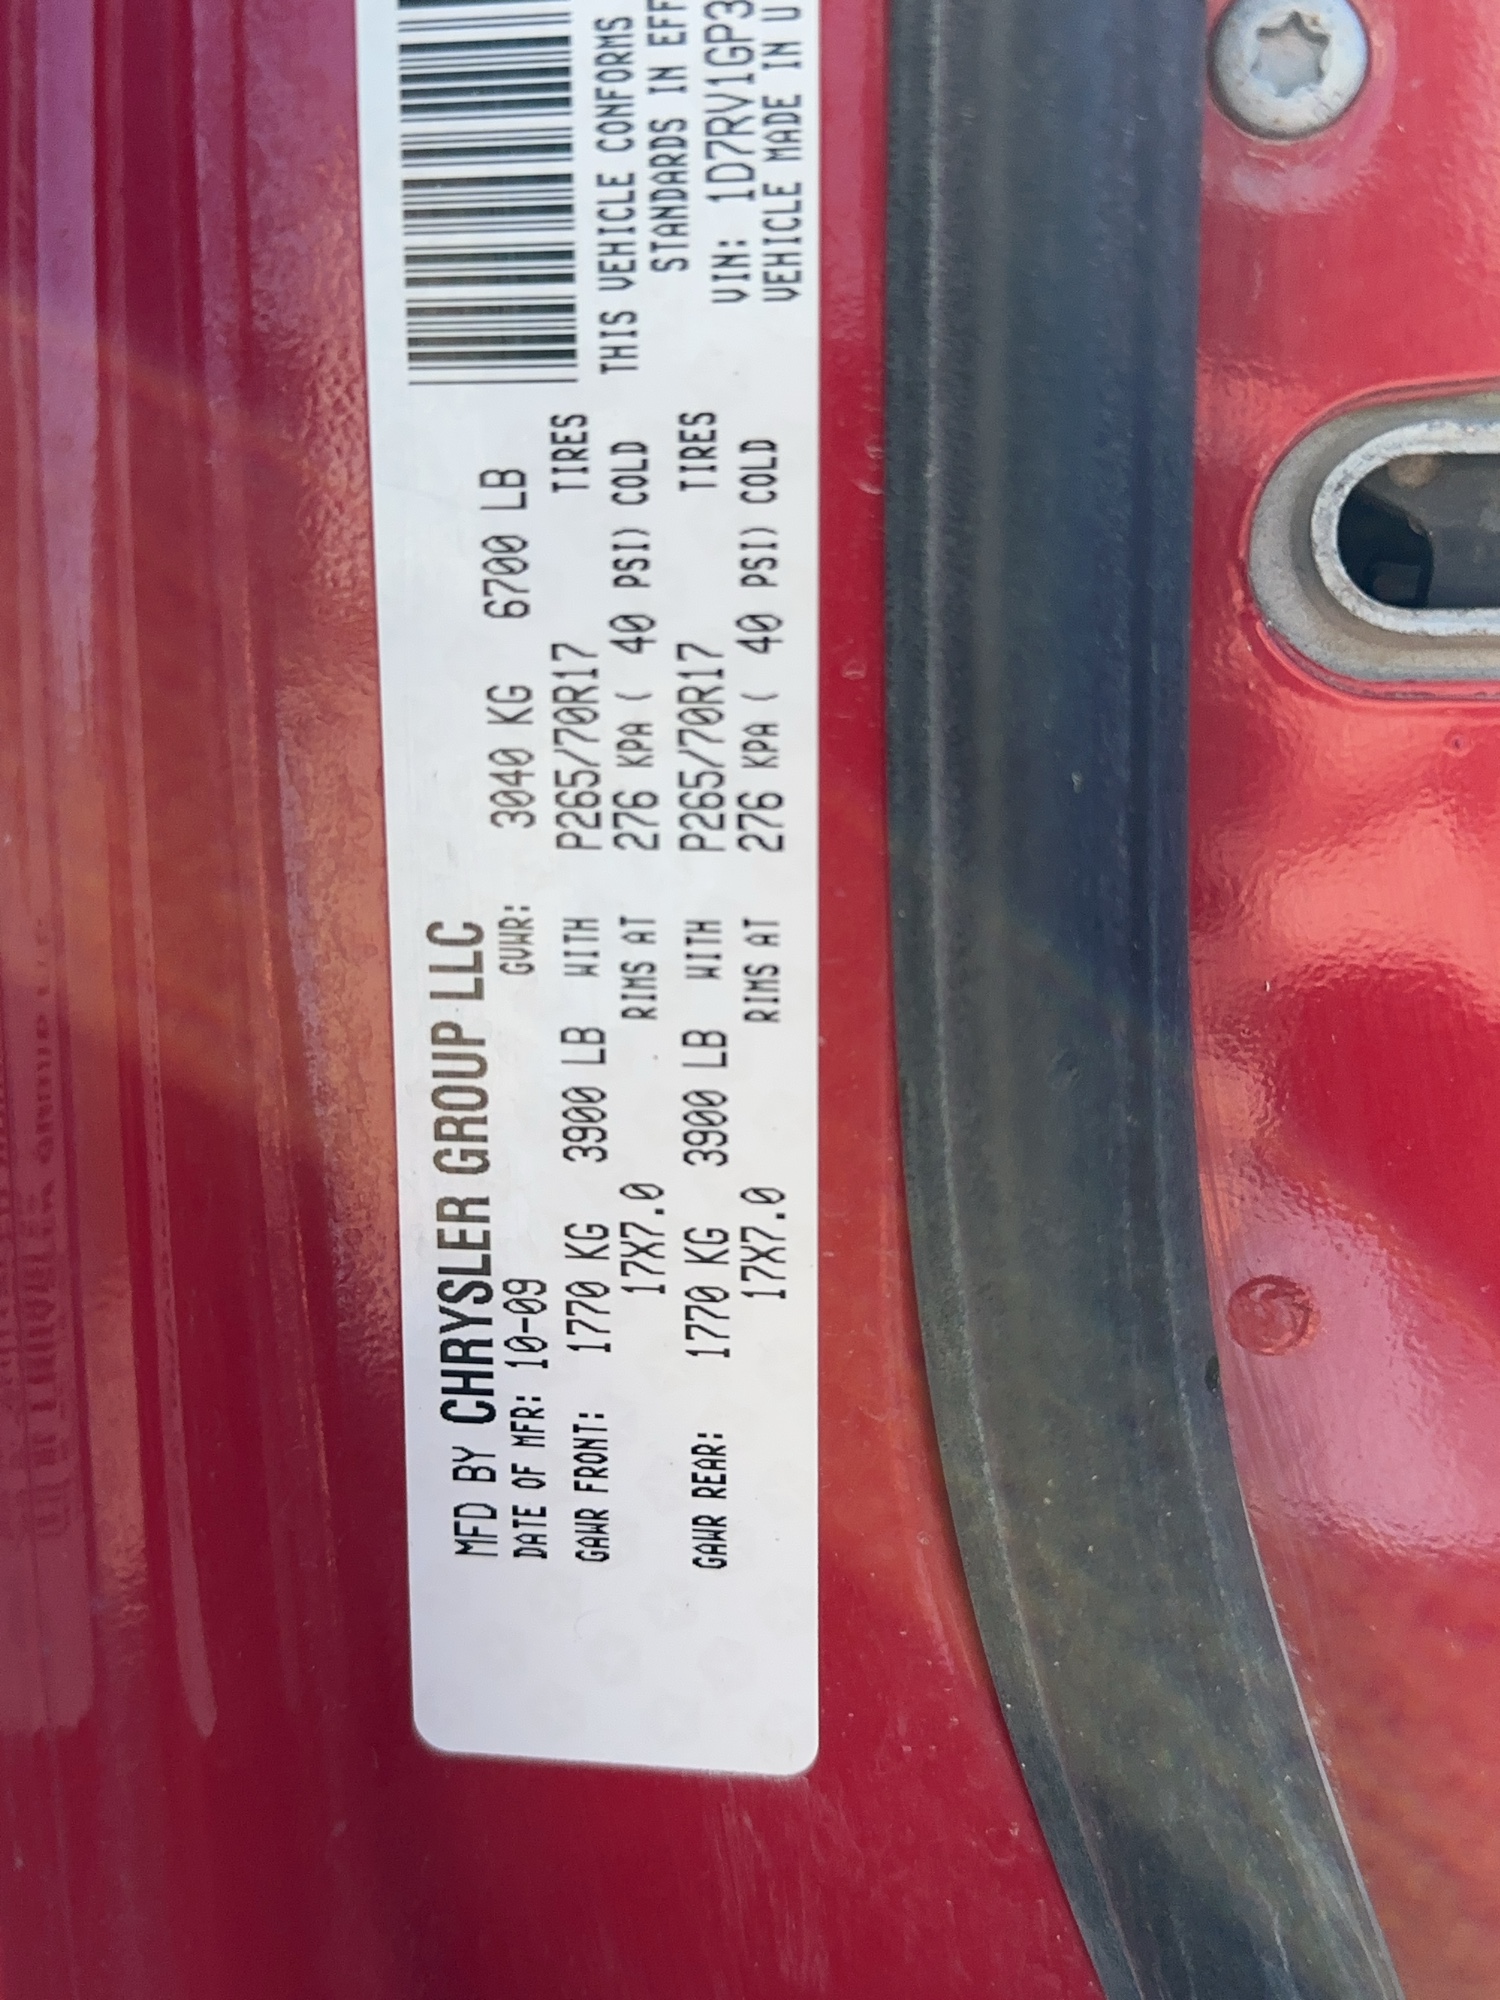 MFD BY CHRYSLER GROUP LLC
DATE OF MFR: 10-09 GVWR: 3040 KG 6700 LB
GAWR FRONT: 1770 KG 3900 LB WITH P265/70R17 TIRES
17X7.0 RIMS AT 276 KPA ( 40 PSI) COLD
GAWR REAR: 1770 KG 3900 LB WITH P265/70R17 TIRES
17X7.0 RIMS AT 276 KPA ( 40 PSI) COLD
THIS VEHICLE CONFORMS
STANDARDS IN EFF
VIN: 1D7RV1GP3
VEHICLE MADE IN U